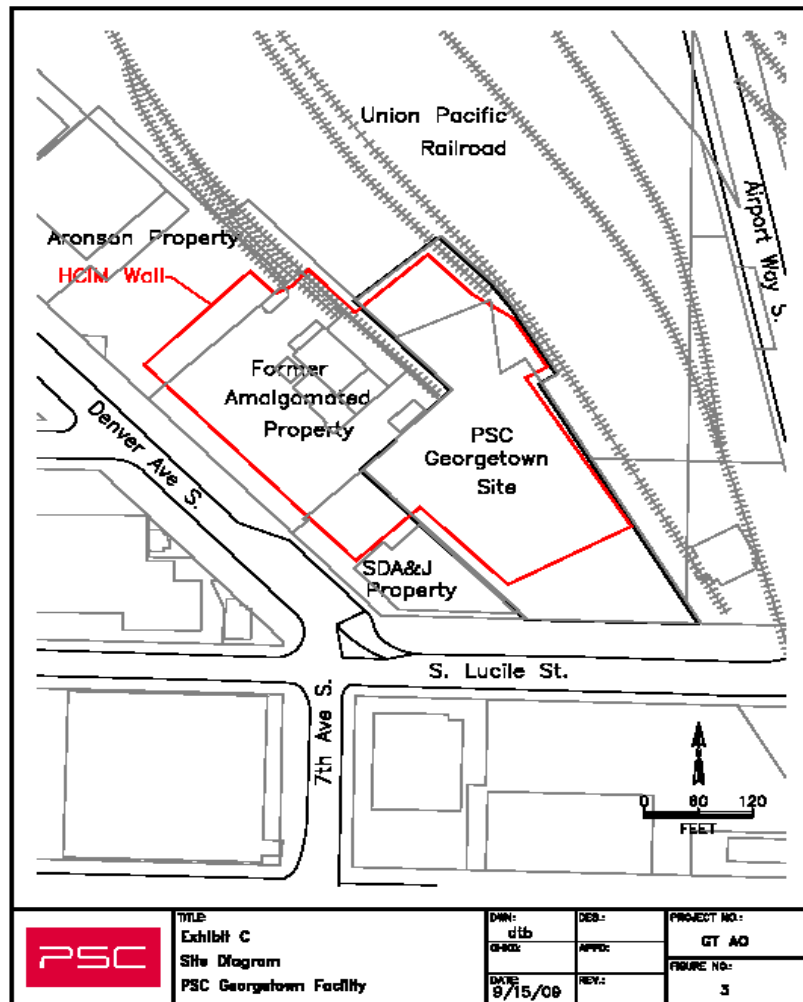 Union Pacific
Railroad
Airport Way S.
Aronson Property
HCIM Wall
Former
Amalgamated
Property
PSC
Georgetown
Site
Denver Ave S.
SDA&J
Property
S. Lucile St.
7th Ave S.
0 60 120
FEET
PSC
TITLE:
Exhibit C
Site Diagram
PSC Georgetown Facility
DWN:
dtb
DES.:
PROJECT NO.:
GT AO
CHKD:
APPD:
DATE:
9/15/09
REV.:
FIGURE NO.:
3